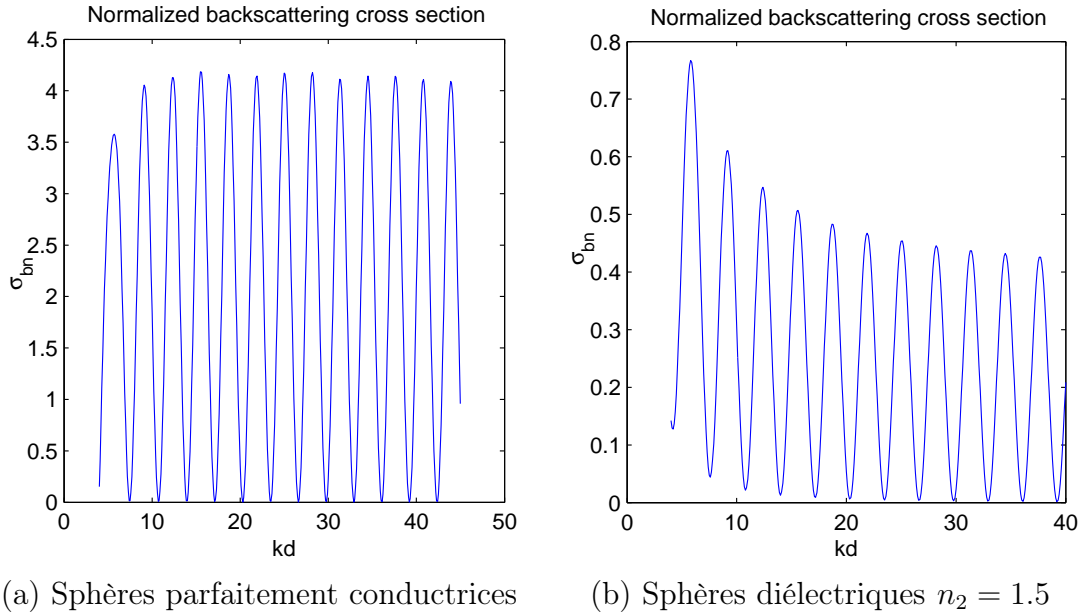 Normalized backscattering cross section
4.5
4
3.5
3
2.5
2
1.5
1
0.5
0
σbn
0 10 20 30 40 50
kd
(a) Sphères parfaitement conductrices
Normalized backscattering cross section
0.8
0.7
0.6
0.5
0.4
0.3
0.2
0.1
0
σbn
0 10 20 30 40
kd
(b) Sphères diélectriques n₂ = 1.5